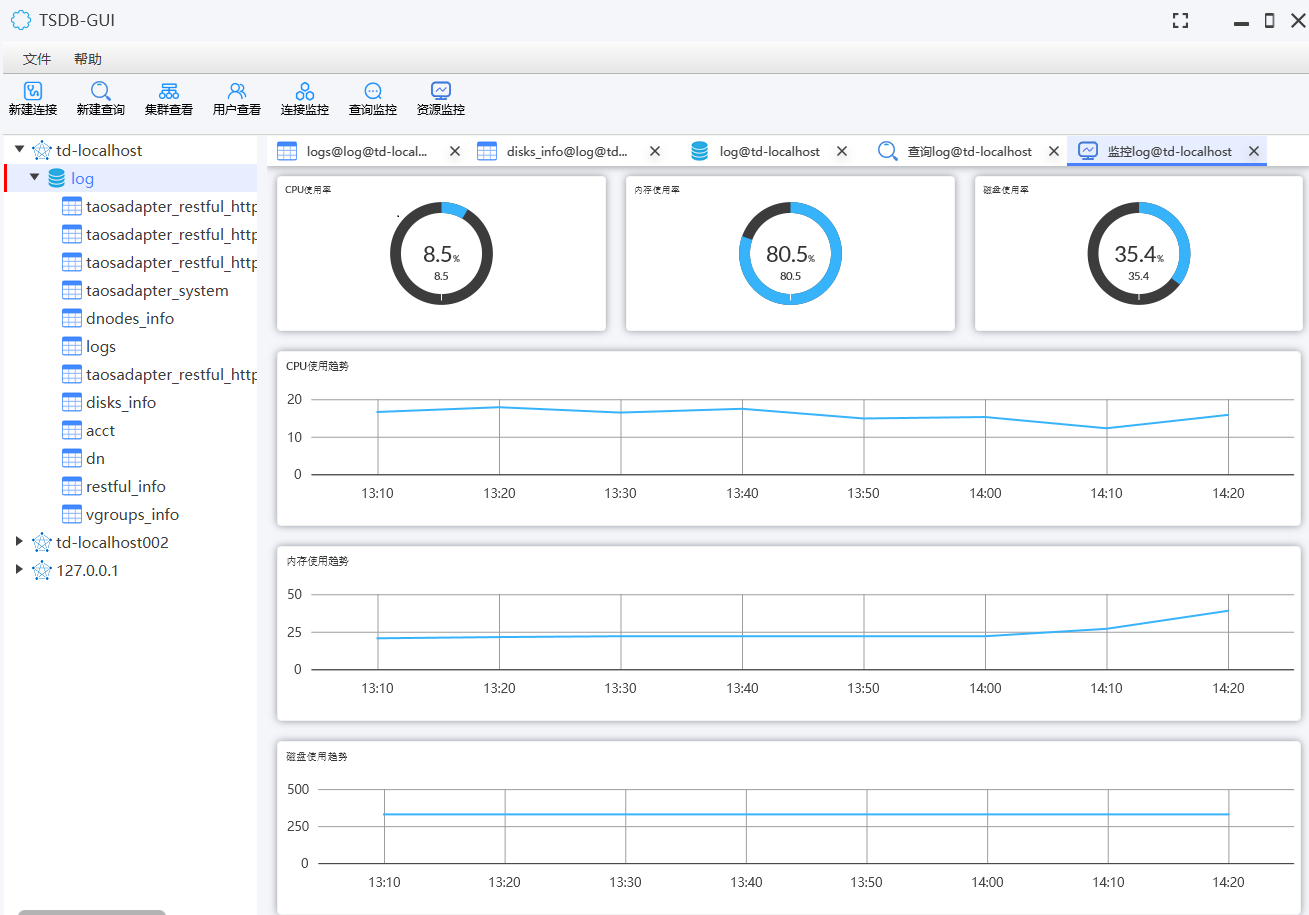 TSDB-GUI
文件 帮助
新建连接 新建查询 集群查看 用户查看 连接监控 查询监控 资源监控
td-localhost
log
taosadapter_restful_http
taosadapter_restful_http
taosadapter_restful_http
taosadapter_system
dnodes_info
logs
taosadapter_restful_http
disks_info
acct
dn
restful_info
vgroups_info
td-localhost002
127.0.0.1
logs@log@td-local... disks_info@log@td... log@td-localhost 查询log@td-localhost 监控log@td-localhost
CPU使用率
8.5%
8.5
内存使用率
80.5%
80.5
磁盘使用率
35.4%
35.4
CPU使用趋势
20
10
0
13:10 13:20 13:30 13:40 13:50 14:00 14:10 14:20
内存使用趋势
50
25
0
13:10 13:20 13:30 13:40 13:50 14:00 14:10 14:20
磁盘使用趋势
500
250
0
13:10 13:20 13:30 13:40 13:50 14:00 14:10 14:20